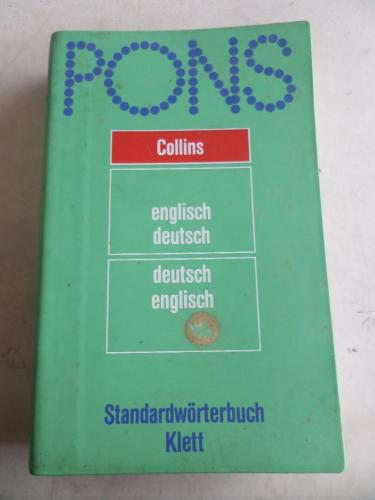 PONS
Collins
englisch
deutsch
deutsch
englisch
Standardwörterbuch
Klett